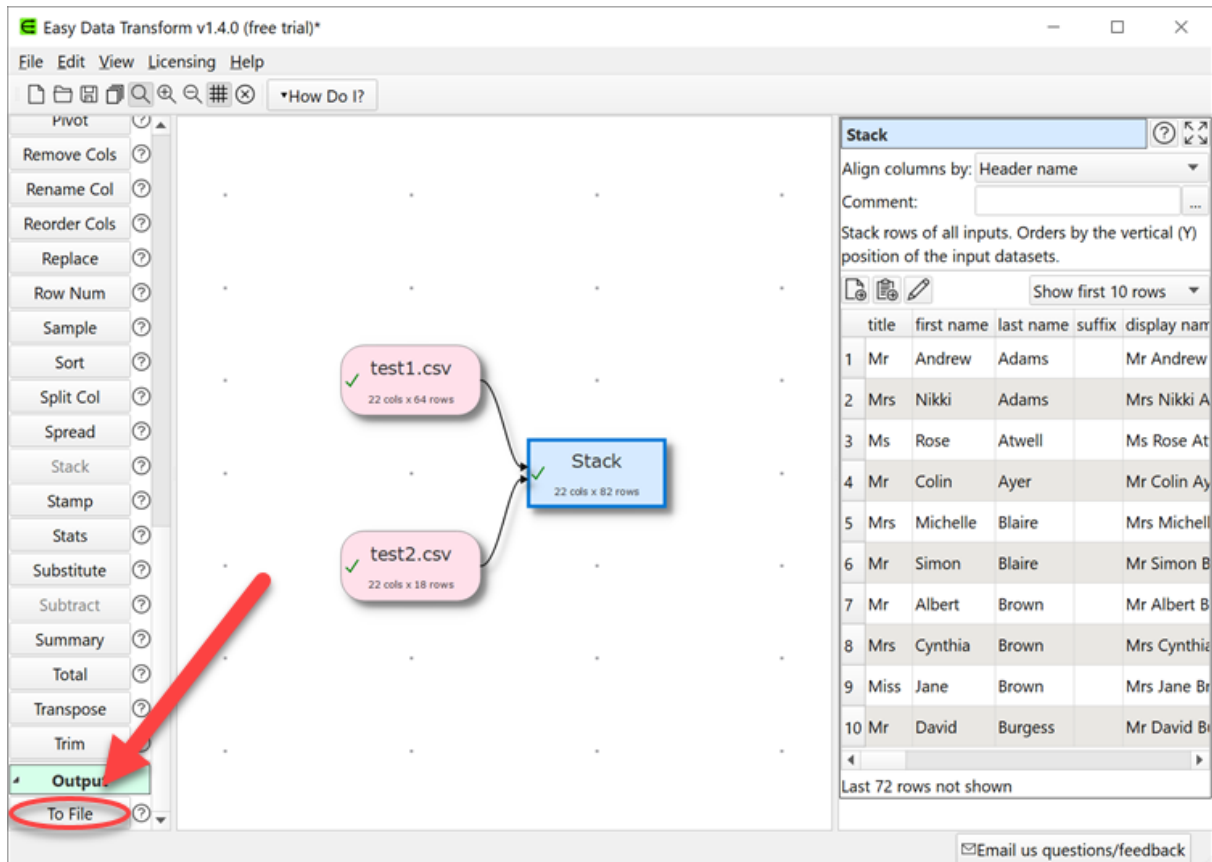 Easy Data Transform v1.4.0 (free trial)*
File Edit View Licensing Help
▾How Do I?
Pivot
Remove Cols
Rename Col
Reorder Cols
Replace
Row Num
Sample
Sort
Split Col
Spread
Stack
Stamp
Stats
Substitute
Subtract
Summary
Total
Transpose
Trim
Output
To File
test1.csv
22 cols x 64 rows
Stack
22 cols x 82 rows
test2.csv
22 cols x 18 rows
Stack
Align columns by: Header name
Comment: ...
Stack rows of all inputs. Orders by the vertical (Y)
position of the input datasets.
Show first 10 rows
title first name last name suffix display nam
1 Mr Andrew Adams Mr Andrew
2 Mrs Nikki Adams Mrs Nikki A
3 Ms Rose Atwell Ms Rose At
4 Mr Colin Ayer Mr Colin Ay
5 Mrs Michelle Blaire Mrs Michell
6 Mr Simon Blaire Mr Simon B
7 Mr Albert Brown Mr Albert B
8 Mrs Cynthia Brown Mrs Cynthia
9 Miss Jane Brown Mrs Jane Br
10 Mr David Burgess Mr David Bu
Last 72 rows not shown
Email us questions/feedback